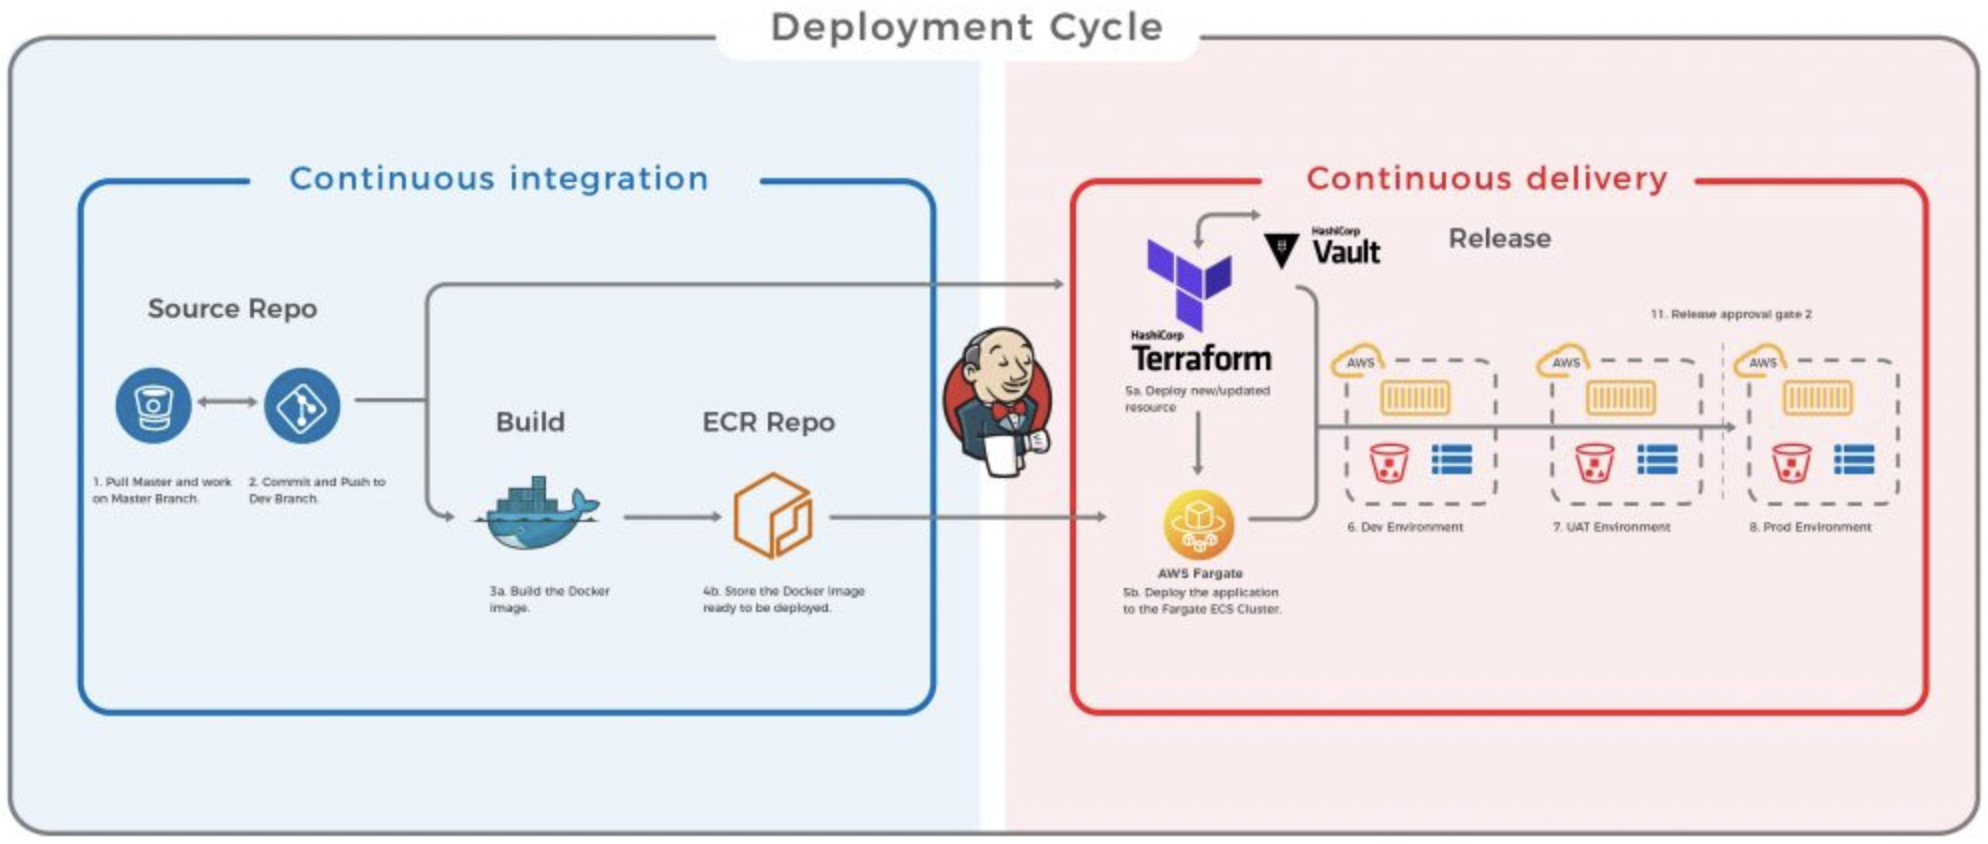 Deployment Cycle
Continuous integration
Source Repo
1. Pull Master and work
on Master Branch.
2. Commit and Push to
Dev Branch.
Build
3a. Build the Docker
image.
ECR Repo
4b. Store the Docker image
ready to be deployed.
Continuous delivery
HashiCorp
Vault
Release
HashiCorp
Terraform
5a. Deploy new/updated
resource
AWS Fargate
5b. Deploy the application
to the Fargate ECS Cluster.
11. Release approval gate 2
AWS
6. Dev Environment
AWS
7. UAT Environment
AWS
8. Prod Environment